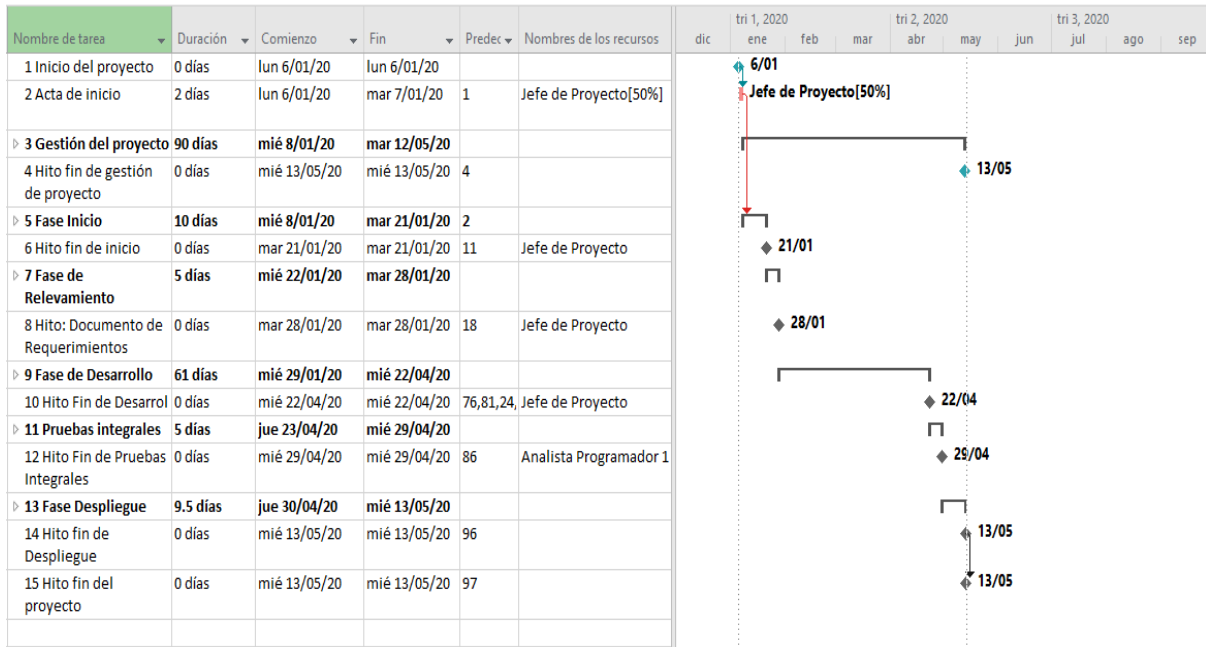 tri 1, 2020 tri 2, 2020 tri 3, 2020
Nombre de tarea Duración Comienzo Fin Predec Nombres de los recursos dic ene feb mar abr may jun jul ago sep
1 Inicio del proyecto 0 días lun 6/01/20 lun 6/01/20 6/01
2 Acta de inicio 2 días lun 6/01/20 mar 7/01/20 1 Jefe de Proyecto[50%] Jefe de Proyecto[50%]
3 Gestión del proyecto 90 días mié 8/01/20 mar 12/05/20
4 Hito fin de gestión 0 días mié 13/05/20 mié 13/05/20 4 13/05
de proyecto
5 Fase Inicio 10 días mié 8/01/20 mar 21/01/20 2
6 Hito fin de inicio 0 días mar 21/01/20 mar 21/01/20 11 Jefe de Proyecto 21/01
7 Fase de 5 días mié 22/01/20 mar 28/01/20
Relevamiento
8 Hito: Documento de 0 días mar 28/01/20 mar 28/01/20 18 Jefe de Proyecto 28/01
Requerimientos
9 Fase de Desarrollo 61 días mié 29/01/20 mié 22/04/20
10 Hito Fin de Desarrol 0 días mié 22/04/20 mié 22/04/20 76,81,24, Jefe de Proyecto 22/04
11 Pruebas integrales 5 días jue 23/04/20 mié 29/04/20
12 Hito Fin de Pruebas 0 días mié 29/04/20 mié 29/04/20 86 Analista Programador 1 29/04
Integrales
13 Fase Despliegue 9.5 días jue 30/04/20 mié 13/05/20
14 Hito fin de 0 días mié 13/05/20 mié 13/05/20 96 13/05
Despliegue
15 Hito fin del 0 días mié 13/05/20 mié 13/05/20 97 13/05
proyecto